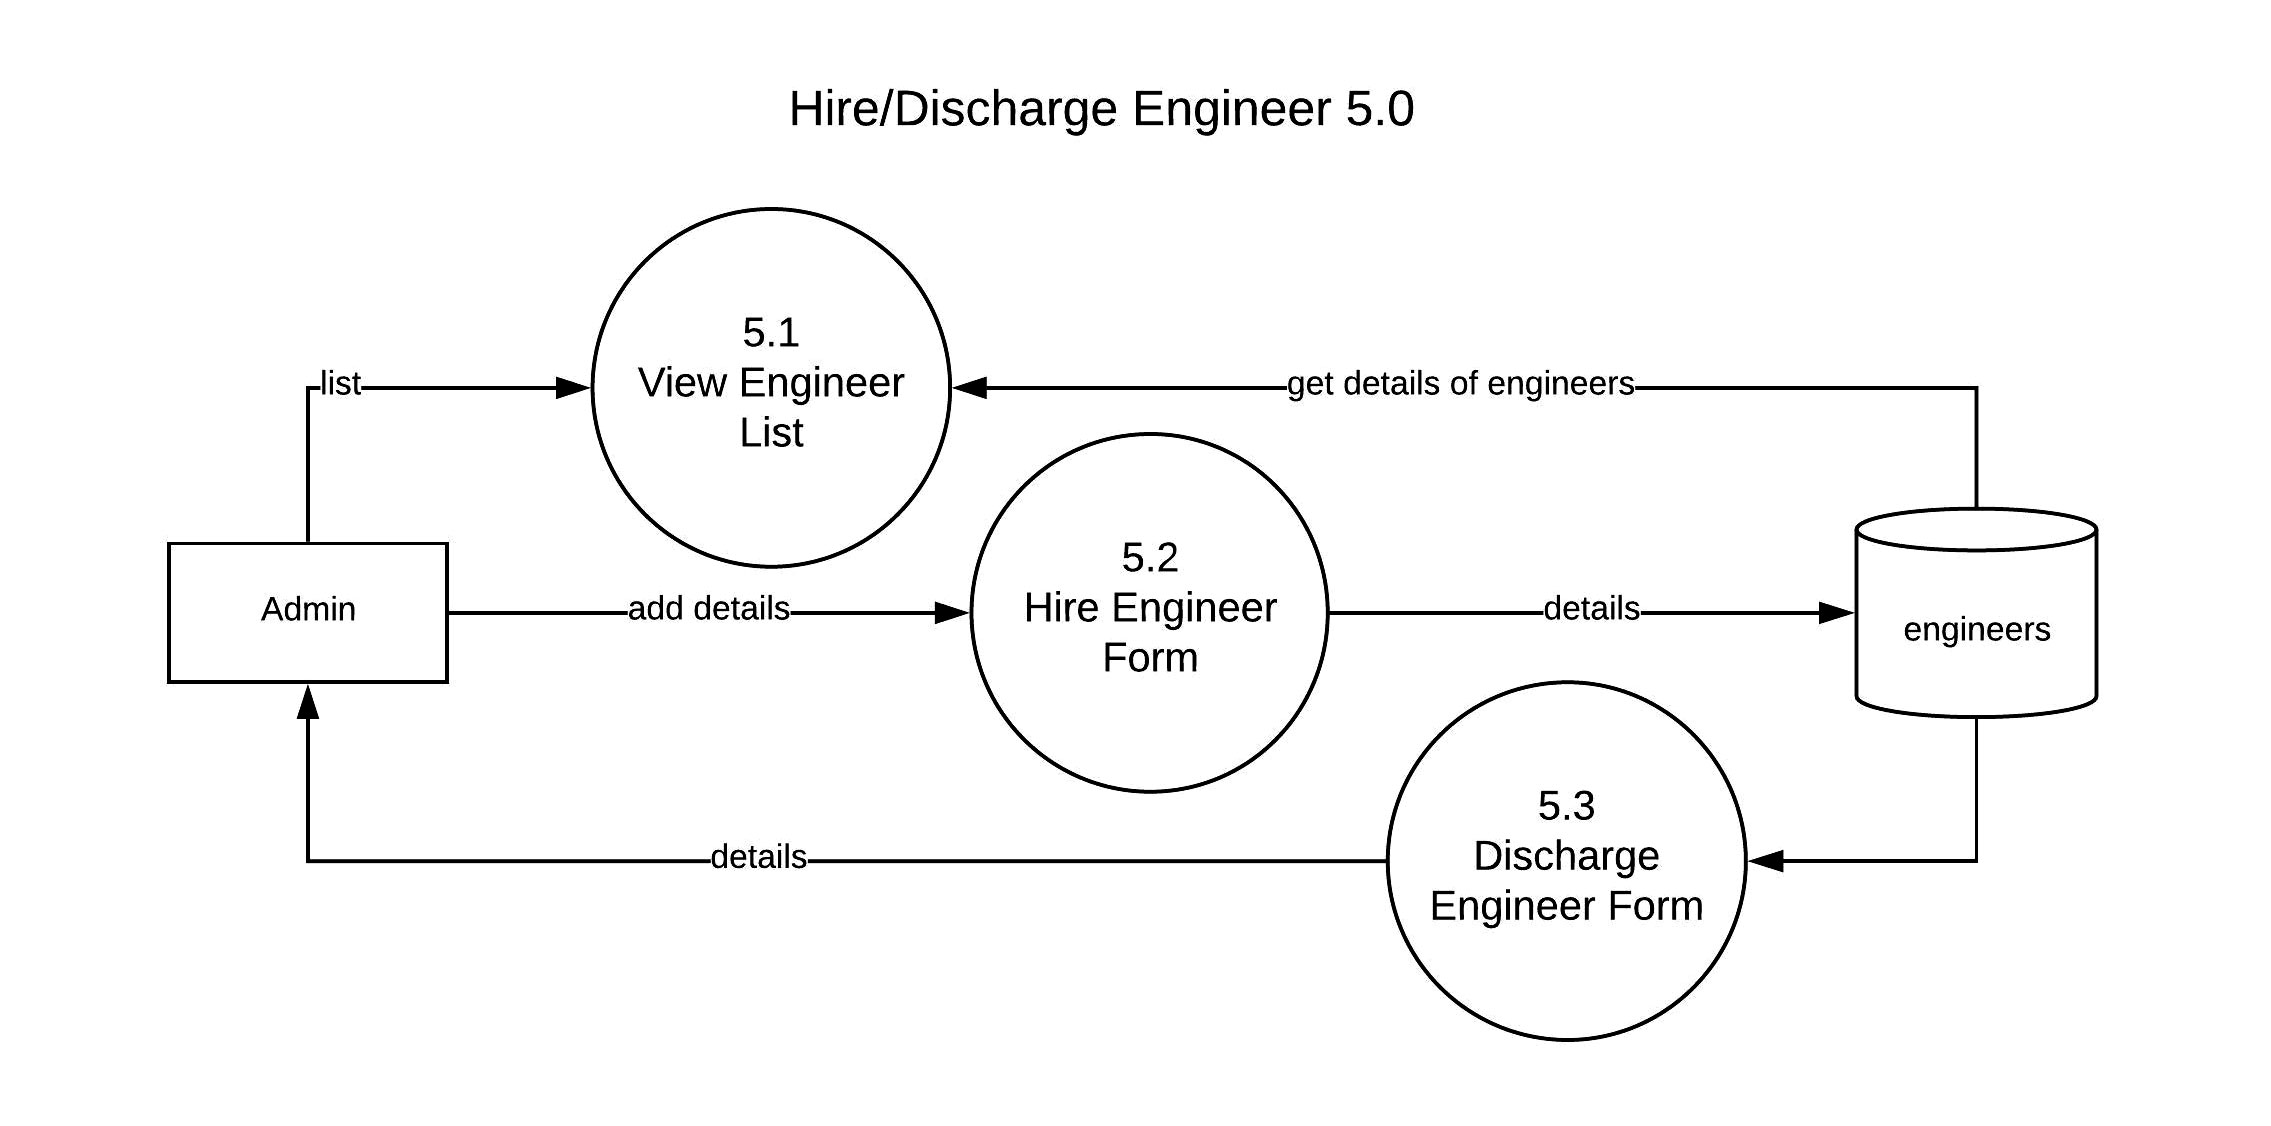 Hire/Discharge Engineer 5.0
5.1
View Engineer
List
list
get details of engineers
5.2
Hire Engineer
Form
Admin
add details
details
engineers
5.3
Discharge
Engineer Form
details